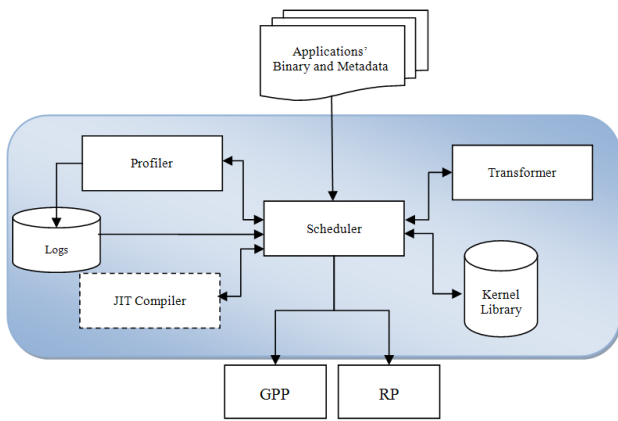 Applications'
Binary and Metadata
Profiler
Transformer
Scheduler
Logs
JIT Compiler
Kernel
Library
GPP
RP